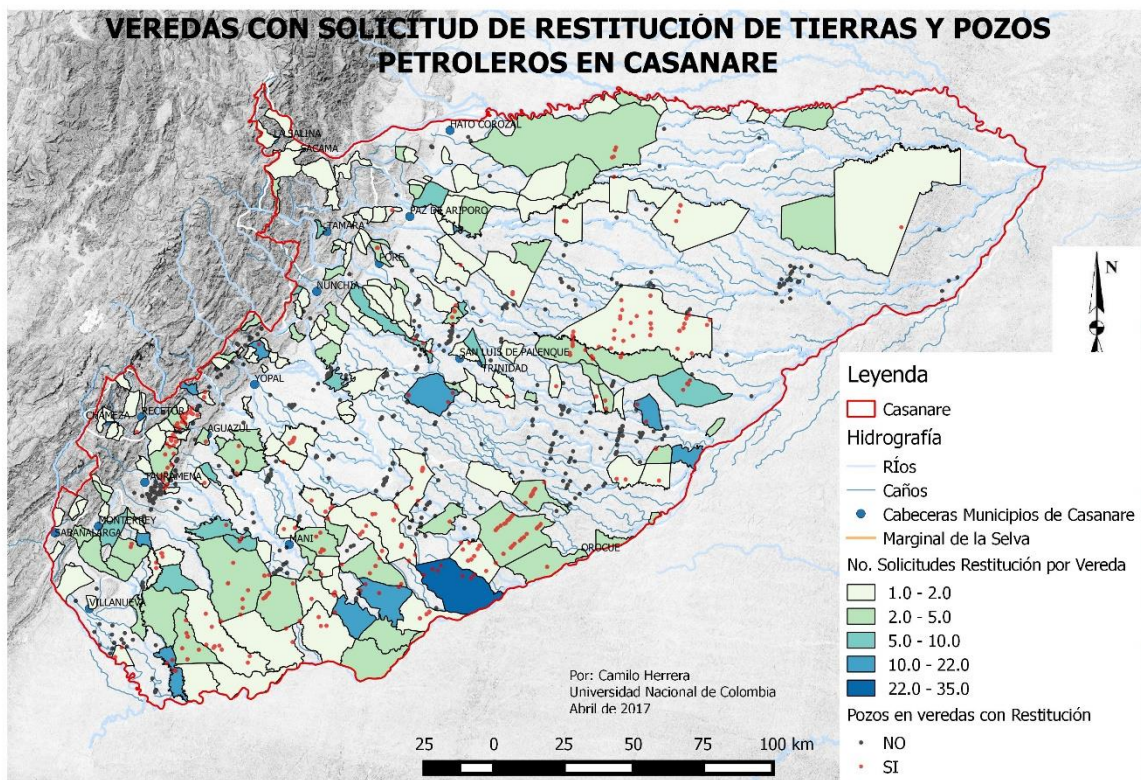 VEREDAS CON SOLICITUD DE RESTITUCIÓN DE TIERRAS Y POZOS
PETROLEROS EN CASANARE
HATO COROZAL
LA SALINA
SACAMA
PAZ DE ARIPORO
TAMARA
PORE
NUNCHIA
SAN LUIS DE PALENQUE
TRINIDAD
YOPAL
RECETOR
CHAMEZA
AGUAZUL
TAURAMENA
MONTERREY
SABANALARGA
MANI
OROCUE
VILLANUEVA
N
Leyenda
Casanare
Hidrografía
RÍos
Caños
Cabeceras Municipios de Casanare
Marginal de la Selva
No. Solicitudes Restitución por Vereda
1.0 - 2.0
2.0 - 5.0
5.0 - 10.0
10.0 - 22.0
22.0 - 35.0
Pozos en veredas con Restitución
NO
SI
Por: Camilo Herrera
Universidad Nacional de Colombia
Abril de 2017
25 0 25 50 75 100 km